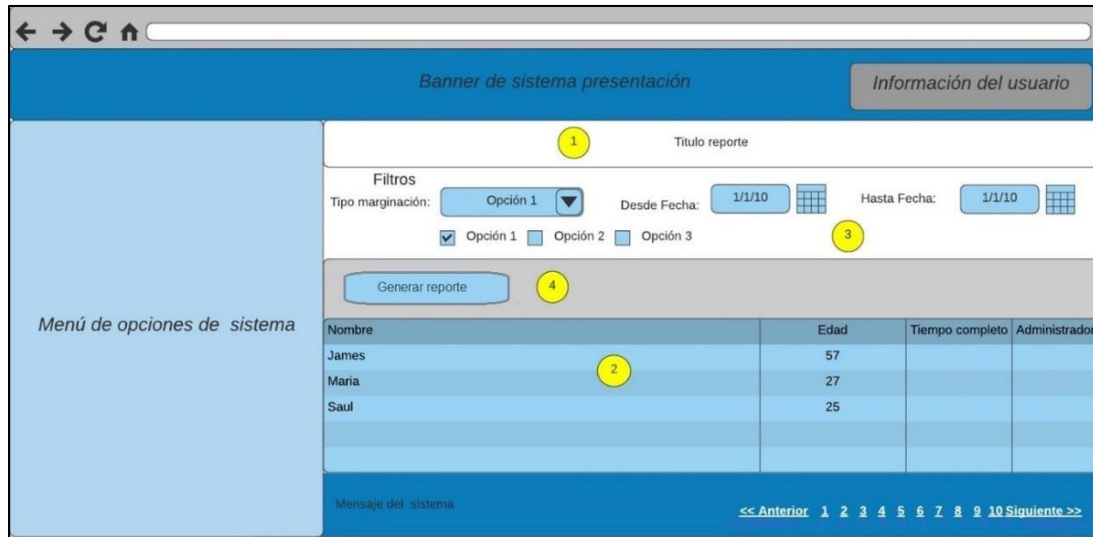 Banner de sistema presentación
Información del usuario
1
Titulo reporte
Filtros
Tipo marginación:
Opción 1
Desde Fecha:
1/1/10
Hasta Fecha:
1/1/10
Opción 1
Opción 2
Opción 3
3
Generar reporte
4
Menú de opciones de sistema
Nombre Edad Tiempo completo Administrador
James 57
2
Maria 27
Saul 25
Mensaje del sistema
<< Anterior 1 2 3 4 5 6 7 8 9 10 Siguiente >>